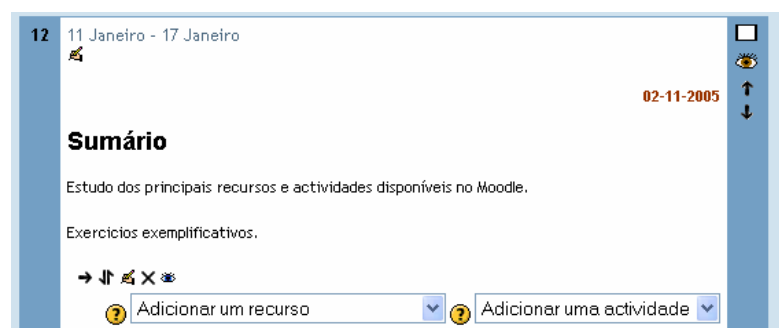 12 11 Janeiro - 17 Janeiro
02-11-2005
Sumário
Estudo dos principais recursos e actividades disponíveis no Moodle.
Exercicios exemplificativos.
Adicionar um recurso Adicionar uma actividade